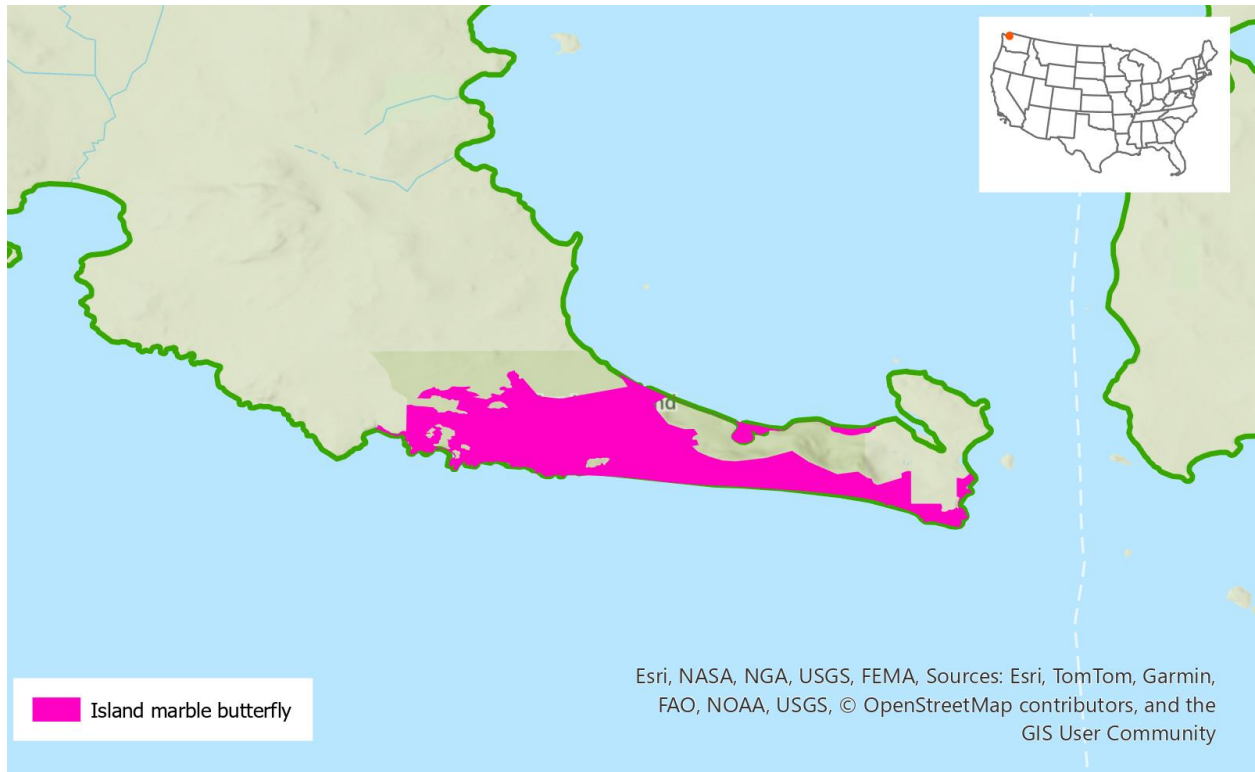 nd
Island marble butterfly
Esri, NASA, NGA, USGS, FEMA, Sources: Esri, TomTom, Garmin,
FAO, NOAA, USGS, © OpenStreetMap contributors, and the
GIS User Community